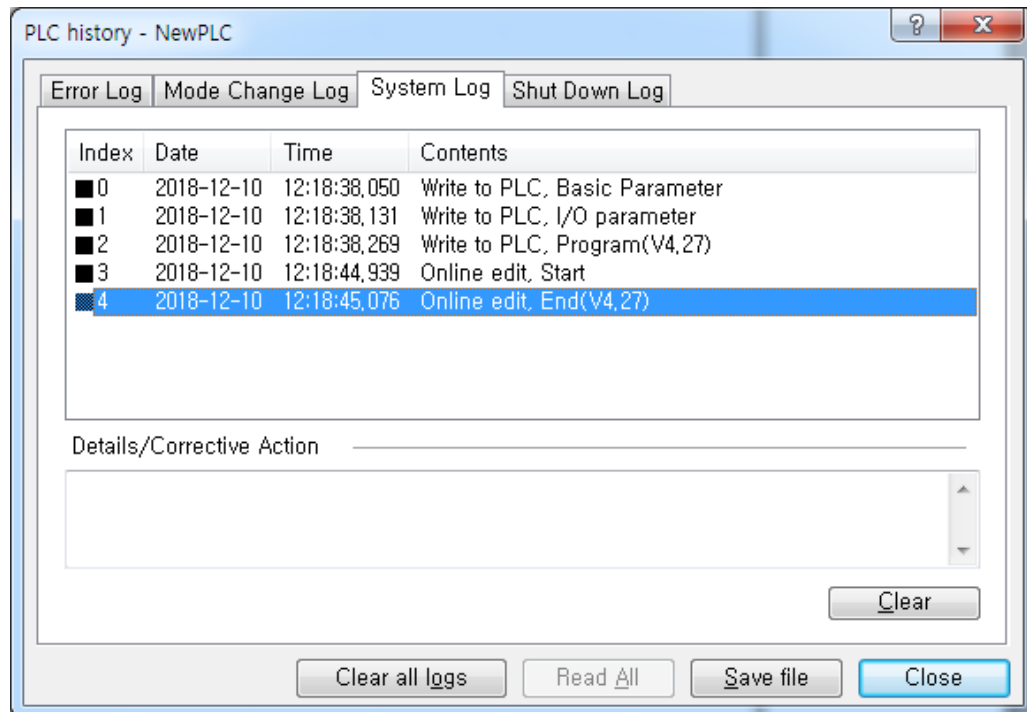 PLC history - NewPLC
Error Log Mode Change Log System Log Shut Down Log
Index Date Time Contents
0 2018-12-10 12:18:38,050 Write to PLC, Basic Parameter
1 2018-12-10 12:18:38,131 Write to PLC, I/O parameter
2 2018-12-10 12:18:38,269 Write to PLC, Program(V4,27)
3 2018-12-10 12:18:44,939 Online edit, Start
4 2018-12-10 12:18:45,076 Online edit, End(V4,27)
Details/Corrective Action
Clear
Clear all logs Read All Save file Close